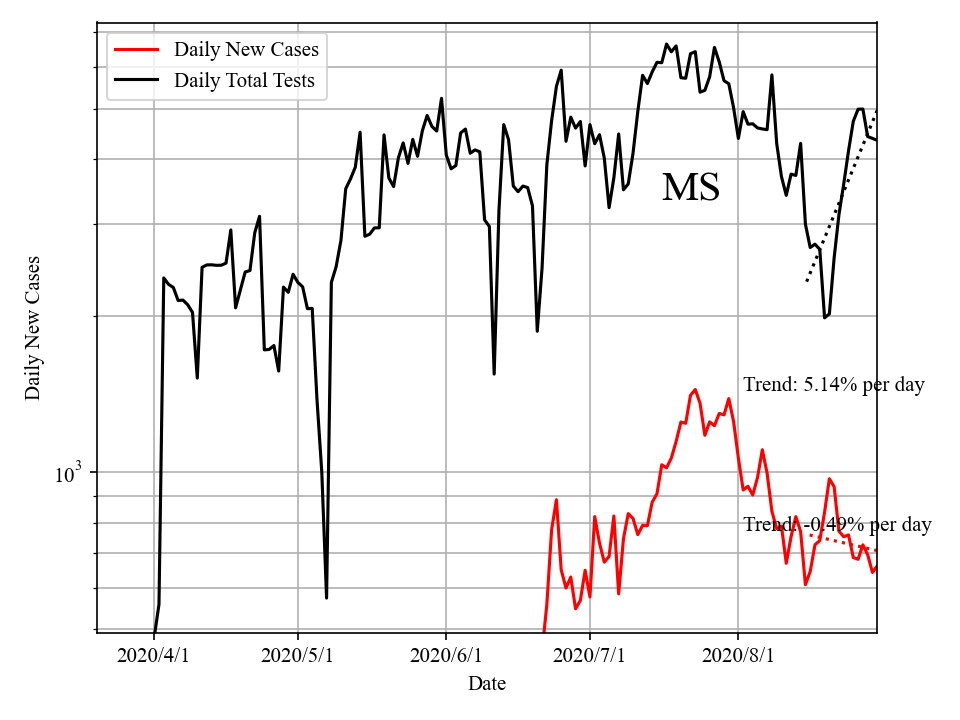 Daily New Cases
Daily Total Tests
MS
Daily New Cases
Trend: 5.14% per day
10^3
Trend: -0.49% per day
2020/4/1 2020/5/1 2020/6/1 2020/7/1 2020/8/1
Date